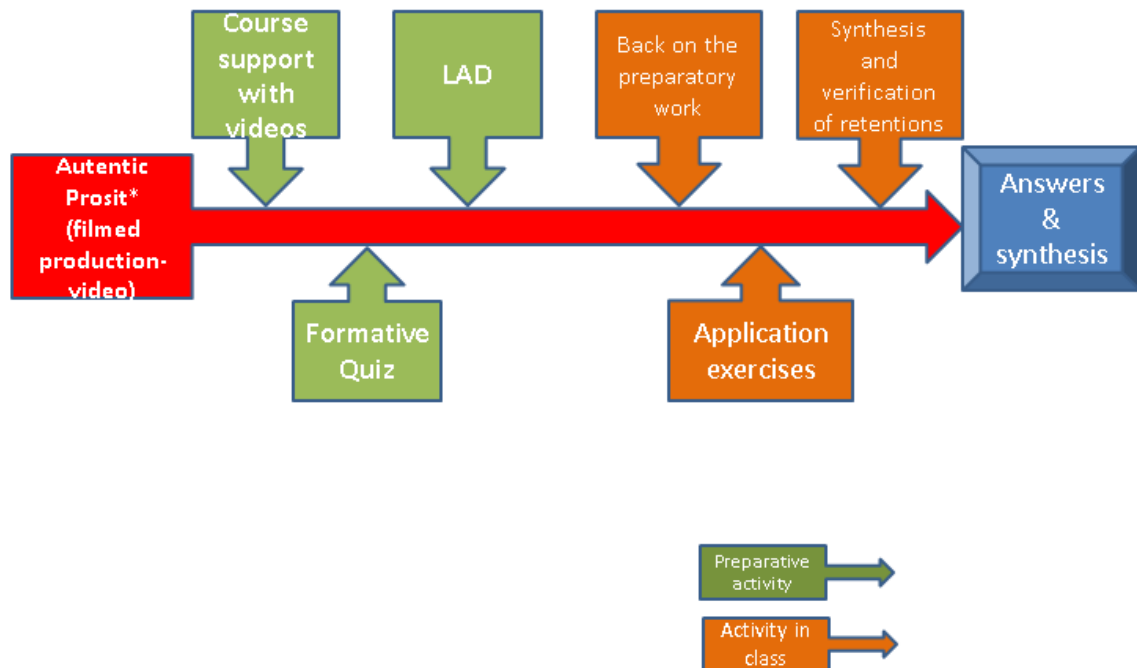 Course
support
with
videos
LAD
Back on the
preparatory
work
Synthesis
and
verification
of retentions
Autentic
Prosit*
(filmed
production-
video)
Answers
&
synthesis
Formative
Quiz
Application
exercises
Preparative
activity
Activity in
class